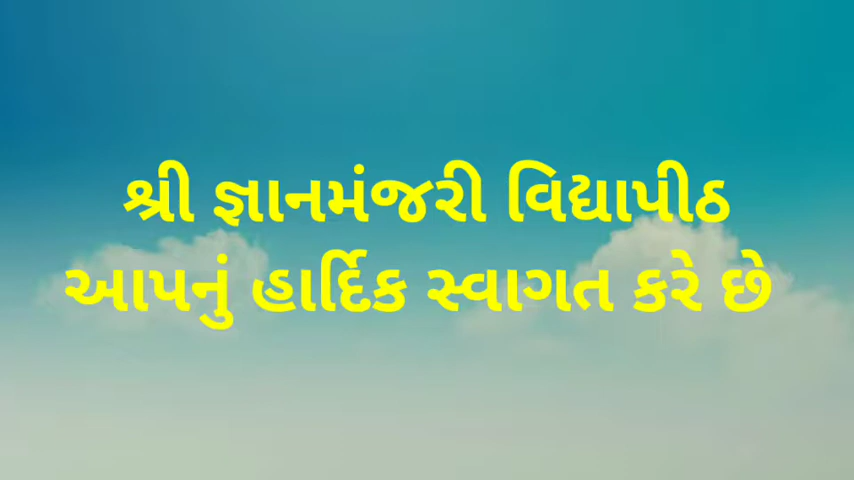 શ્રી જ્ઞાનમંજરી વિદ્યાપીઠ
આપનું હાર્દિક સ્વાગત કરે છે